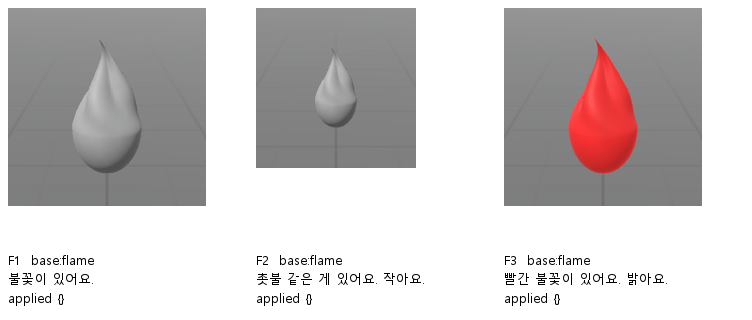 F1 base:flame
불꽃이 있어요.
applied {}
F2 base:flame
촛불 같은 게 있어요. 작아요.
applied {}
F3 base:flame
빨간 불꽃이 있어요. 밝아요.
applied {}